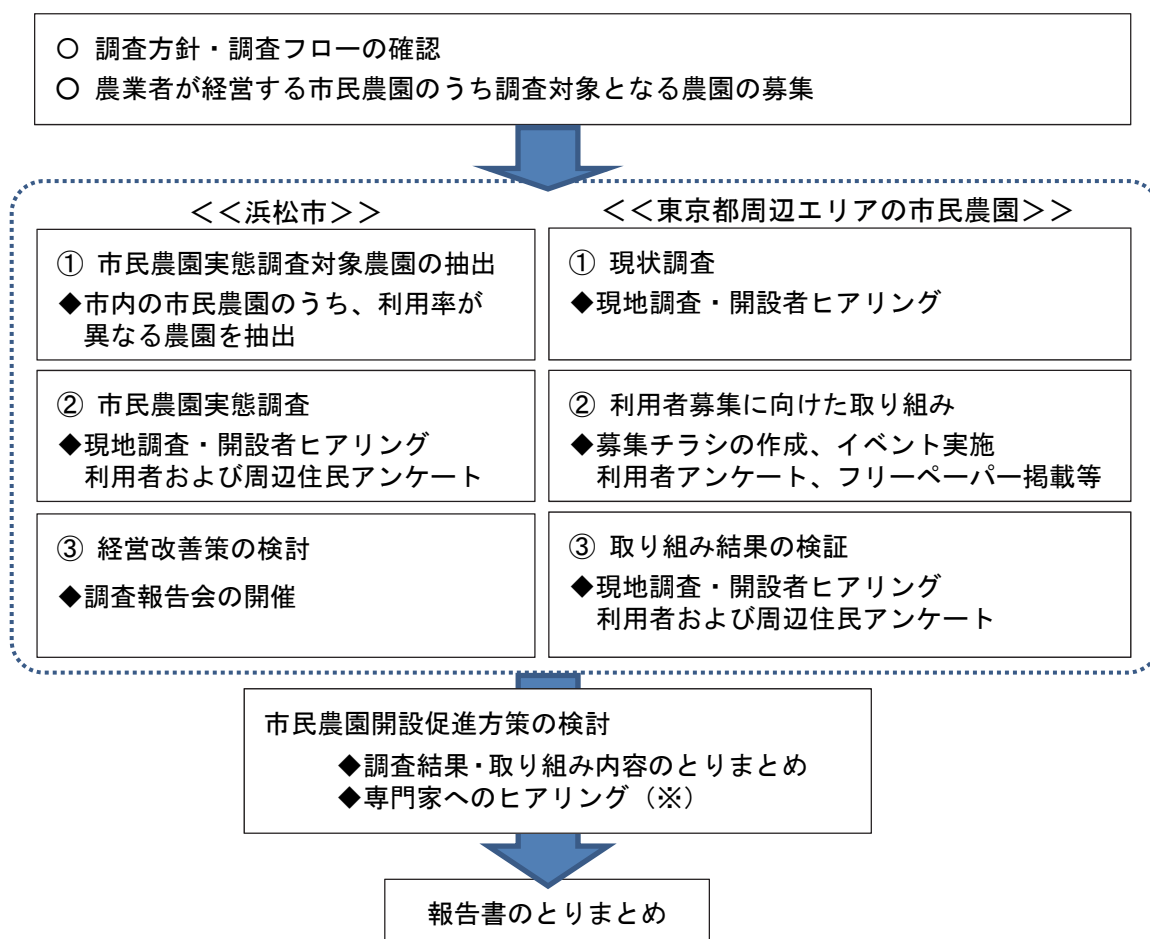 ○ 調査方針・調査フローの確認
○ 農業者が経営する市民農園のうち調査対象となる農園の募集
＜＜浜松市＞＞
① 市民農園実態調査対象農園の抽出
◆市内の市民農園のうち、利用率が
異なる農園を抽出
② 市民農園実態調査
◆現地調査・開設者ヒアリング
利用者および周辺住民アンケート
③ 経営改善策の検討
◆調査報告会の開催
＜＜東京都周辺エリアの市民農園＞＞
① 現状調査
◆現地調査・開設者ヒアリング
② 利用者募集に向けた取り組み
◆募集チラシの作成、イベント実施
利用者アンケート、フリーペーパー掲載等
③ 取り組み結果の検証
◆現地調査・開設者ヒアリング
利用者および周辺住民アンケート
市民農園開設促進方策の検討
◆調査結果・取り組み内容のとりまとめ
◆専門家へのヒアリング（※）
報告書のとりまとめ